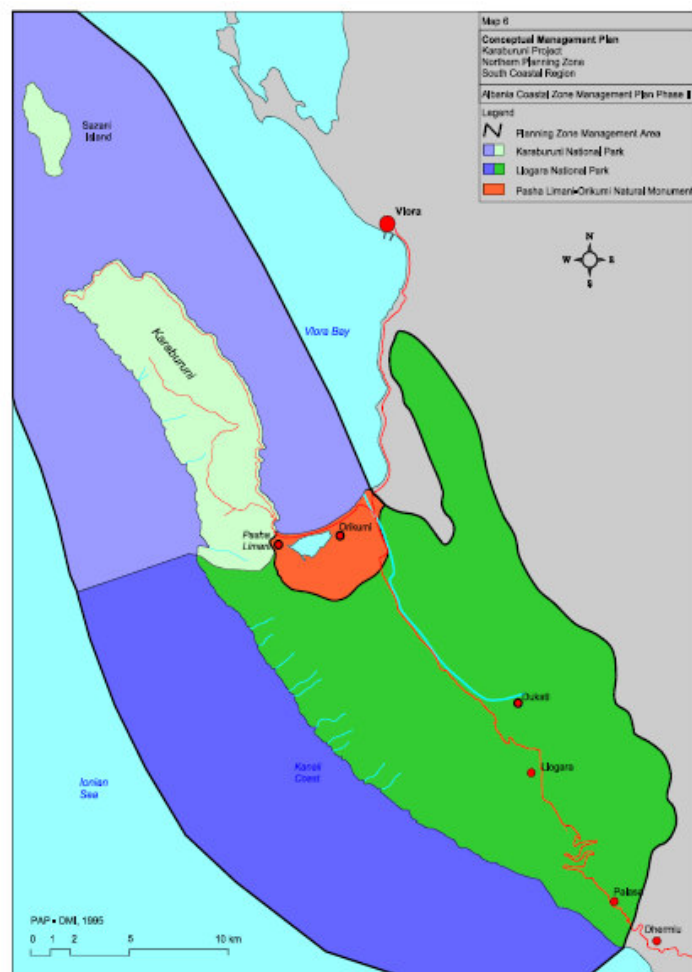 Map 6
Conceptual Management Plan
Karaburuni Project
Northern Planning Zone
South Coastal Region
Albania Coastal Zone Management Plan Phase II
Legend
Planning Zone Management Area
Karaburuni National Park
Llogara National Park
Pasha Limani-Orikumi Natural Monument
Sazani
Island
Vlora
N
W E
S
Karaburuni
Vlora Bay
Pasha
Limani
Orikumi
Dukati
Llogara
Kanali
Coast
Ionian
Sea
Palasa
Dhermiu
PAP • DMI, 1995
0 1 2 5 10 km